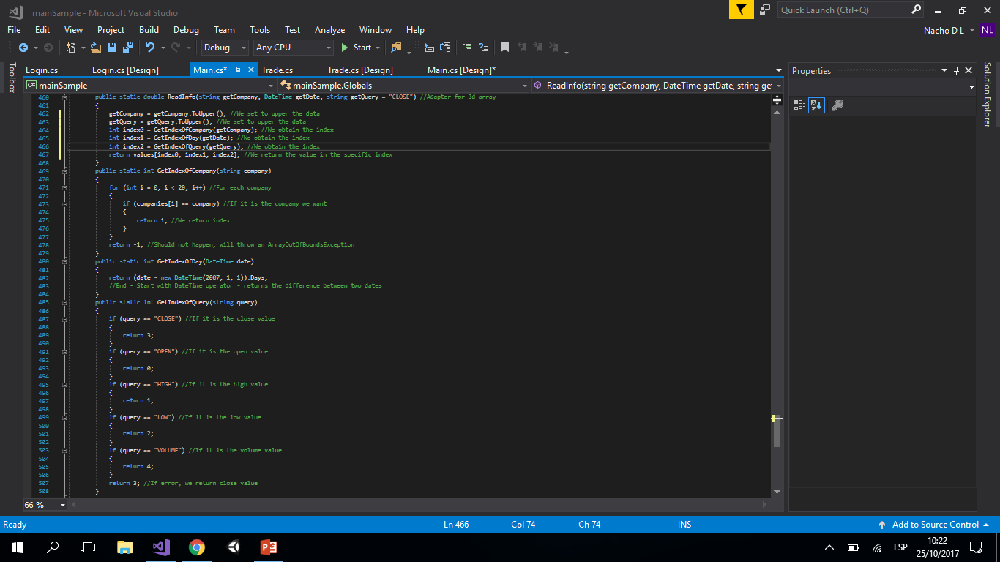 mainSample - Microsoft Visual Studio
Quick Launch (Ctrl+Q)
File Edit View Project Build Debug Team Tools Test Analyze Window Help
Nacho D L NL
Debug Any CPU Start
Toolbox
Login.cs Login.cs [Design] Main.cs* Trade.cs Trade.cs [Design] Main.cs [Design]*
C# mainSample mainSample.Globals ReadInfo(string getCompany, DateTime getDate, string get
460 public static double ReadInfo(string getCompany, DateTime getDate, string getQuery = "CLOSE") //Adapter for 3d array
461 {
462 getCompany = getCompany.ToUpper(); //We set to upper the data
463 getQuery = getQuery.ToUpper(); //We set to upper the data
464 int index0 = GetIndexOfCompany(getCompany); //We obtain the index
465 int index1 = GetIndexOfDay(getDate); //We obtain the index
466 int index2 = GetIndexOfQuery(getQuery); //We obtain the index
467 return values[index0, index1, index2]; //We return the value in the specific index
468 }
469 public static int GetIndexOfCompany(string company)
470 {
471 for (int i = 0; i < 20; i++) //For each company
472 {
473 if (companies[i] == company) //If it is the company we want
474 {
475 return i; //We return index
476 }
477 }
478 return -1; //Should not happen, will throw an ArrayOutOfBoundsException
479 }
480 public static int GetIndexOfDay(DateTime date)
481 {
482 return (date - new DateTime(2007, 1, 1)).Days;
483 //End - Start with DateTime operator - returns the difference between two dates
484 }
485 public static int GetIndexOfQuery(string query)
486 {
487 if (query == "CLOSE") //If it is the close value
488 {
489 return 3;
490 }
491 if (query == "OPEN") //If it is the open value
492 {
493 return 0;
494 }
495 if (query == "HIGH") //If it is the high value
496 {
497 return 1;
498 }
499 if (query == "LOW") //If it is the low value
500 {
501 return 2;
502 }
503 if (query == "VOLUME") //If it is the volume value
504 {
505 return 4;
506 }
507 return 3; //If error, we return close value
508 }
66 %
Properties
Solution Explorer
Ready Ln 466 Col 74 Ch 74 INS Add to Source Control
ESP
10:22
25/10/2017